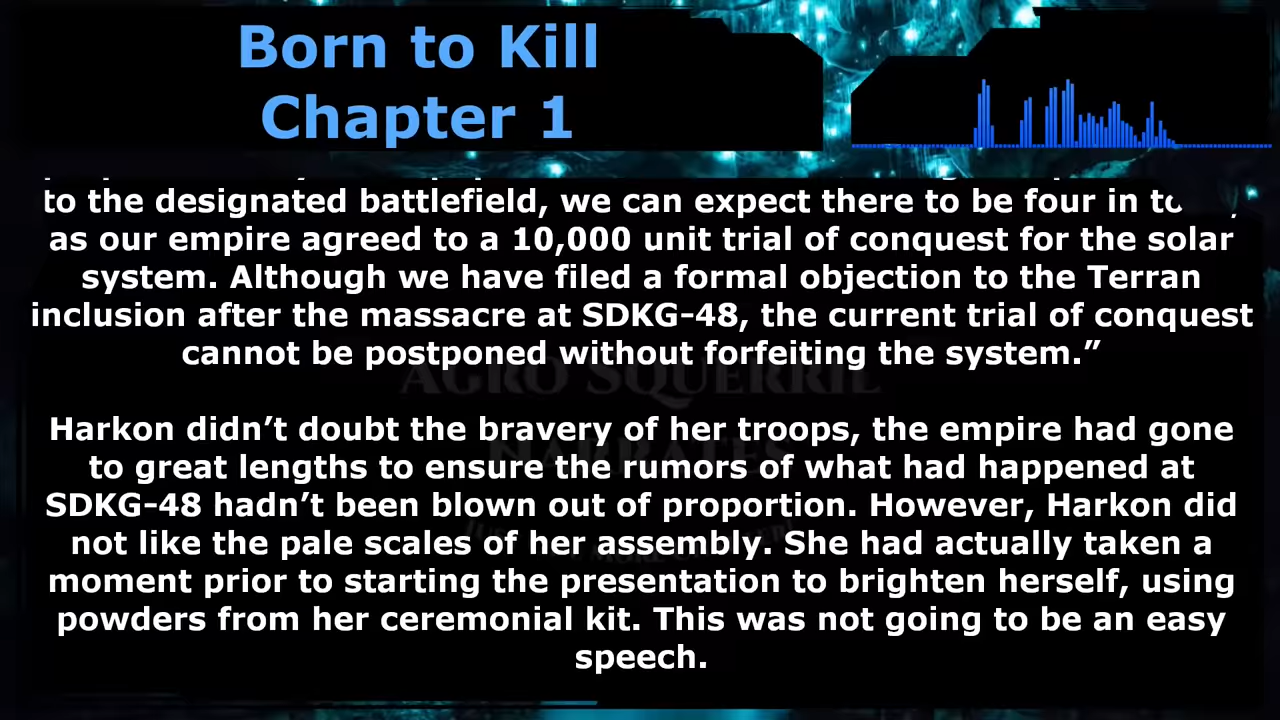 Born to Kill
Chapter 1
to the designated battlefield, we can expect there to be four in
as our empire agreed to a 10,000 unit trial of conquest for the solar
system. Although we have filed a formal objection to the Terran
inclusion after the massacre at SDKG-48, the current trial of conquest
cannot be postponed without forfeiting the system.”
AGRO SQUERRIL
NARRATES
Harkon didn’t doubt the bravery of her troops, the empire had gone
to great lengths to ensure the rumors of what had happened at
SDKG-48 hadn’t been blown out of proportion. However, Harkon did
not like the pale scales of her assembly. She had actually taken a
moment prior to starting the presentation to brighten herself, using
powders from her ceremonial kit. This was not going to be an easy
speech.